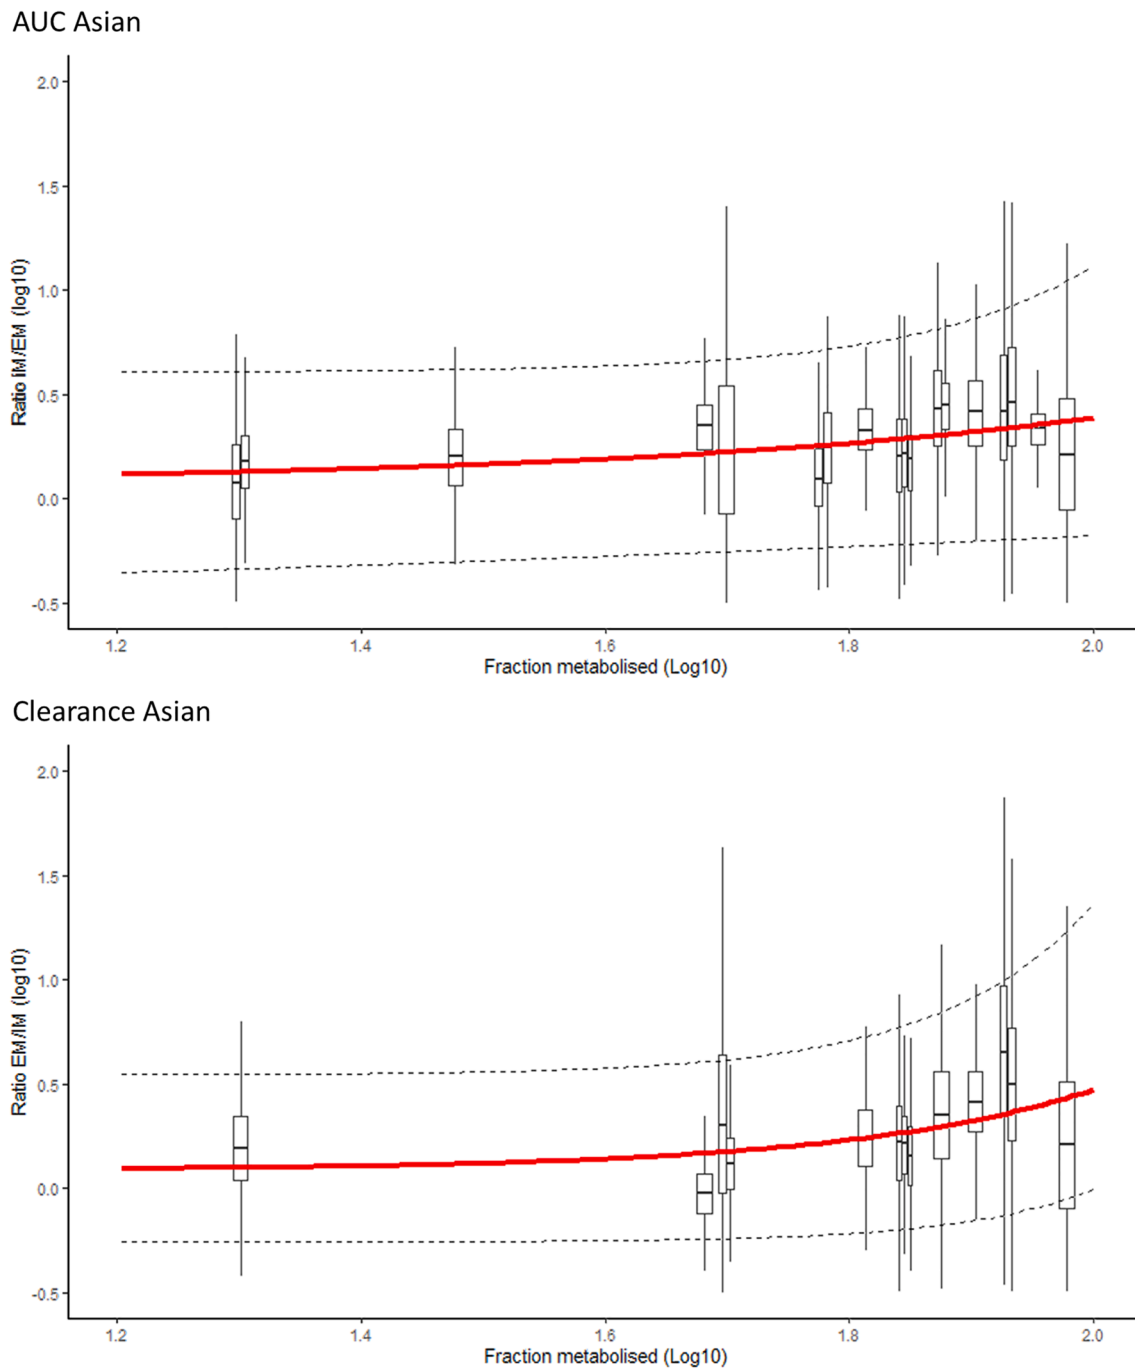 AUC Asian
2.0
1.5
1.0
0.5
0.0
-0.5
Ratio IM/EM (log10)
1.2 1.4 1.6 1.8 2.0
Fraction metabolised (Log10)
Clearance Asian
2.0
1.5
1.0
0.5
0.0
-0.5
Ratio EM/IM (log10)
1.2 1.4 1.6 1.8 2.0
Fraction metabolised (Log10)